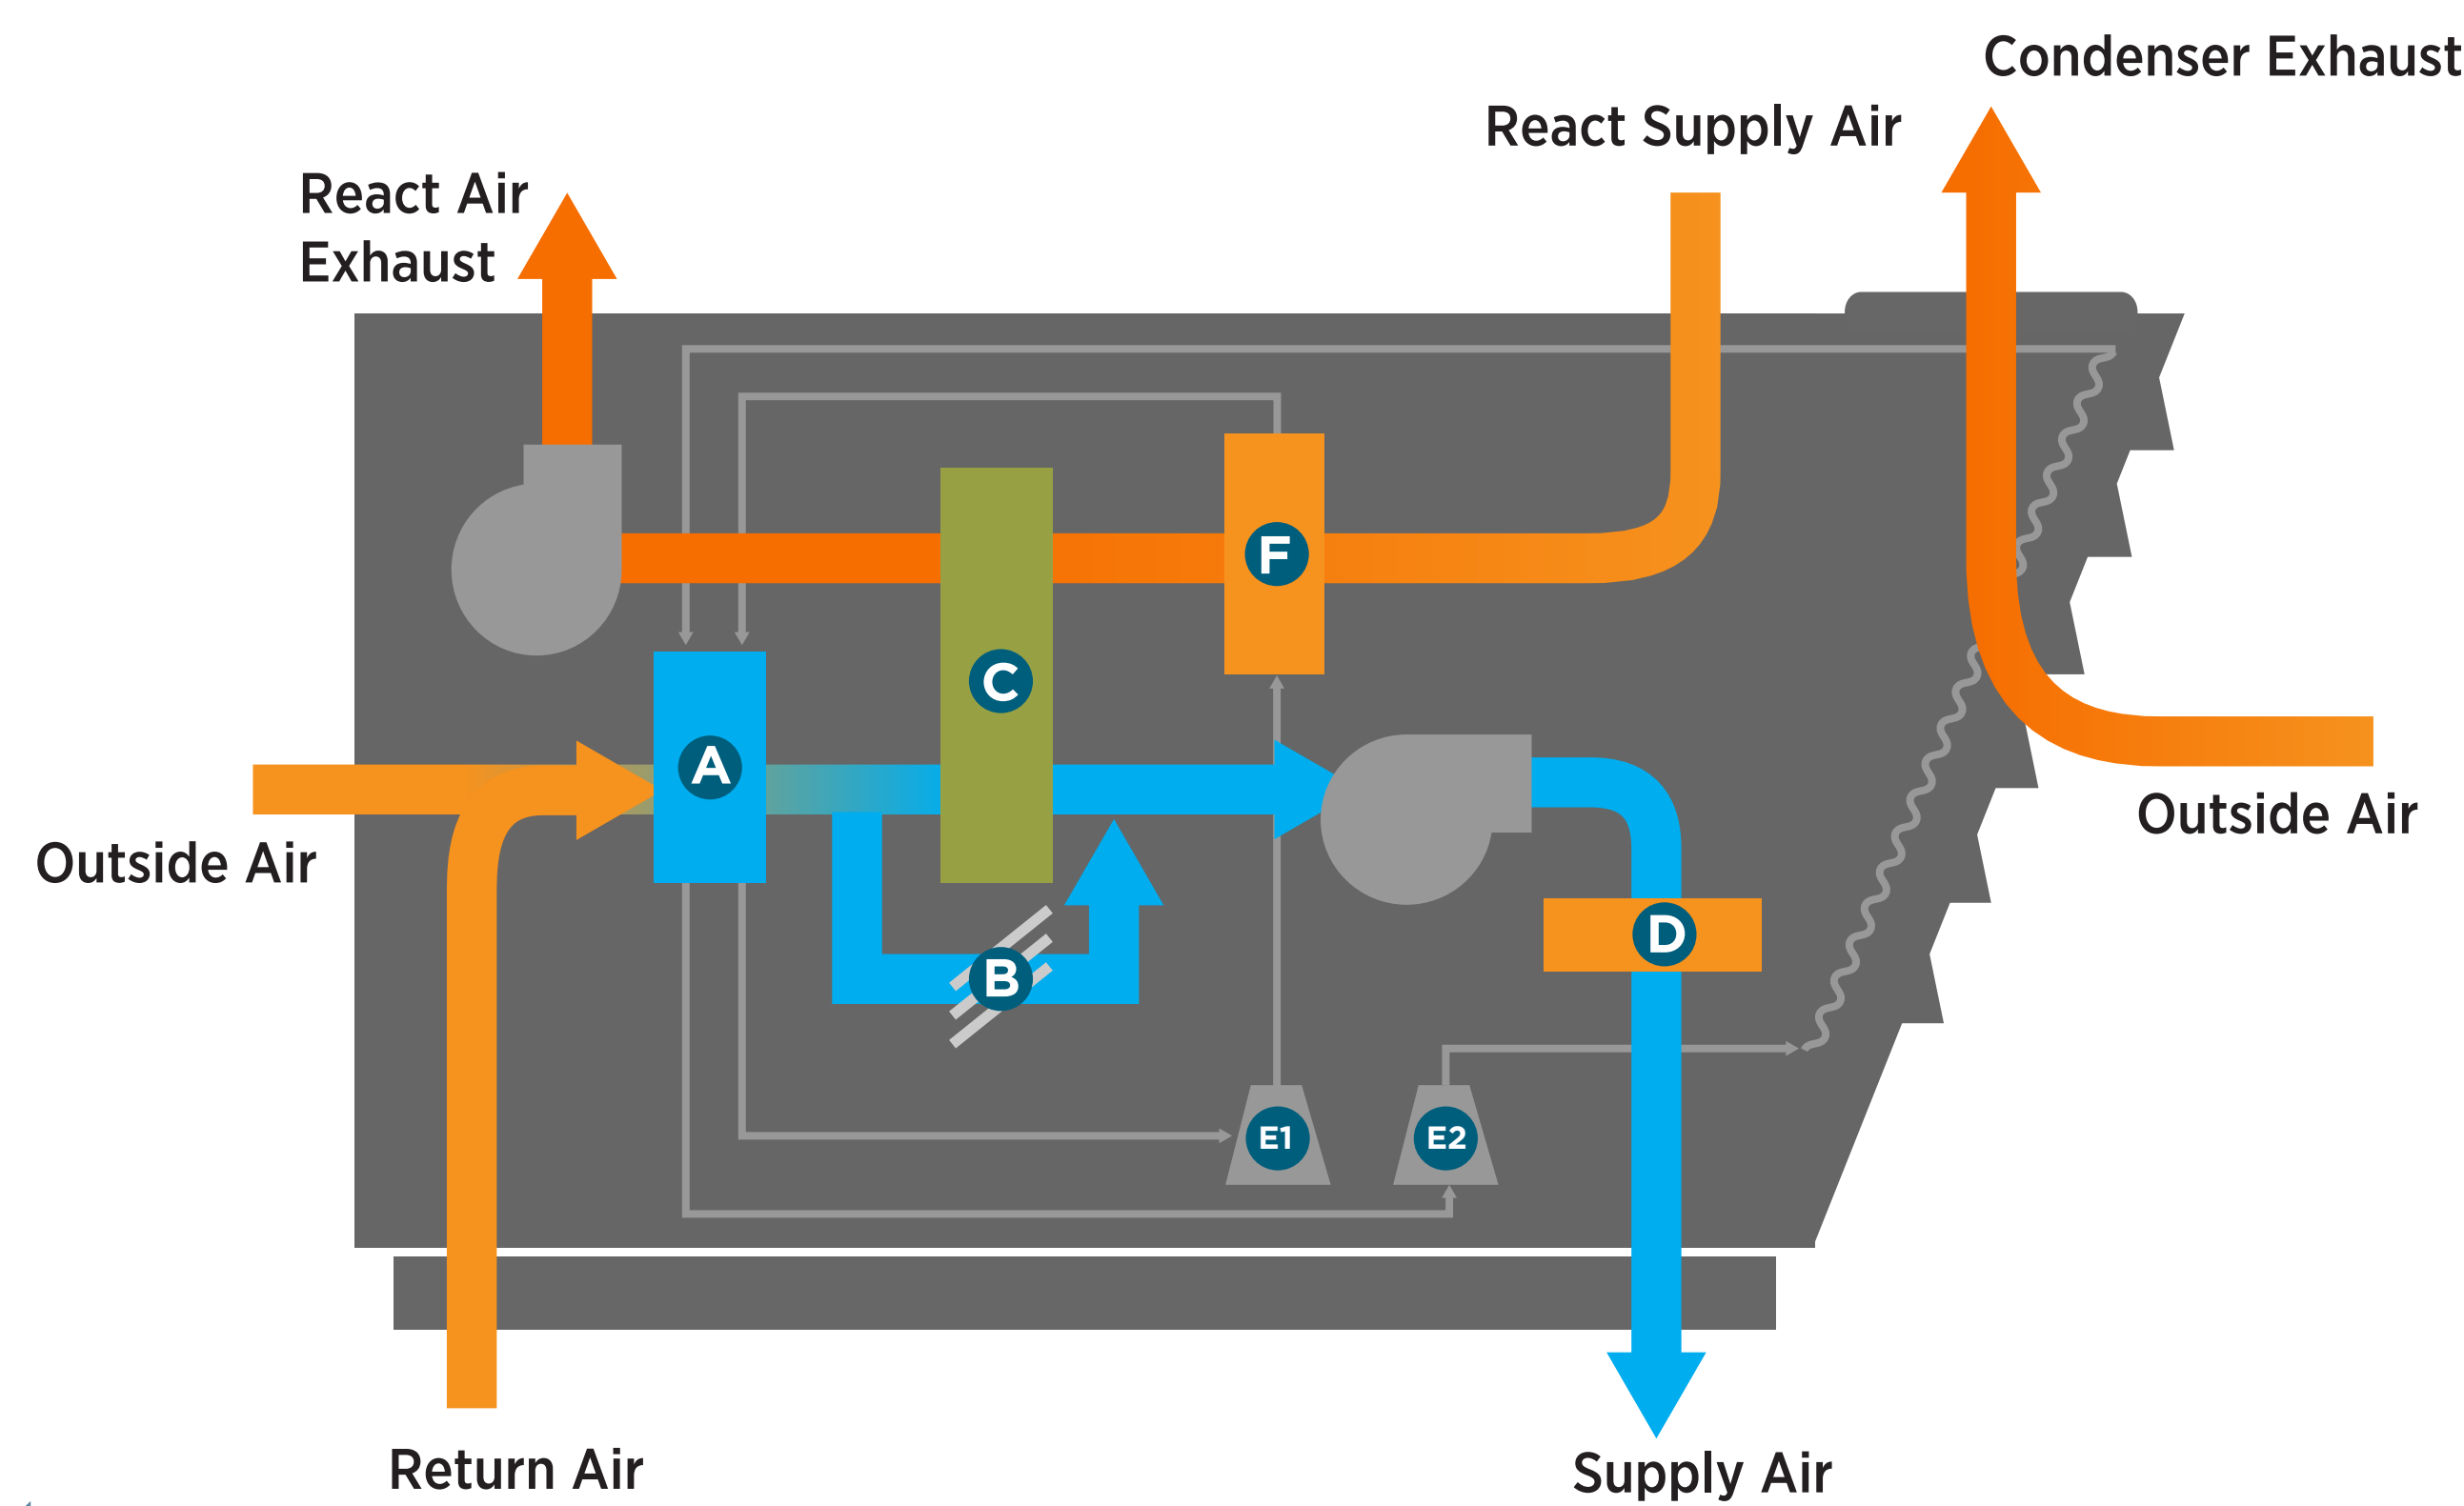 Condenser Exhaust
React Supply Air
React Air
Exhaust
F
C
A
Outside Air
Outside Air
D
B
E1
E2
Return Air
Supply Air